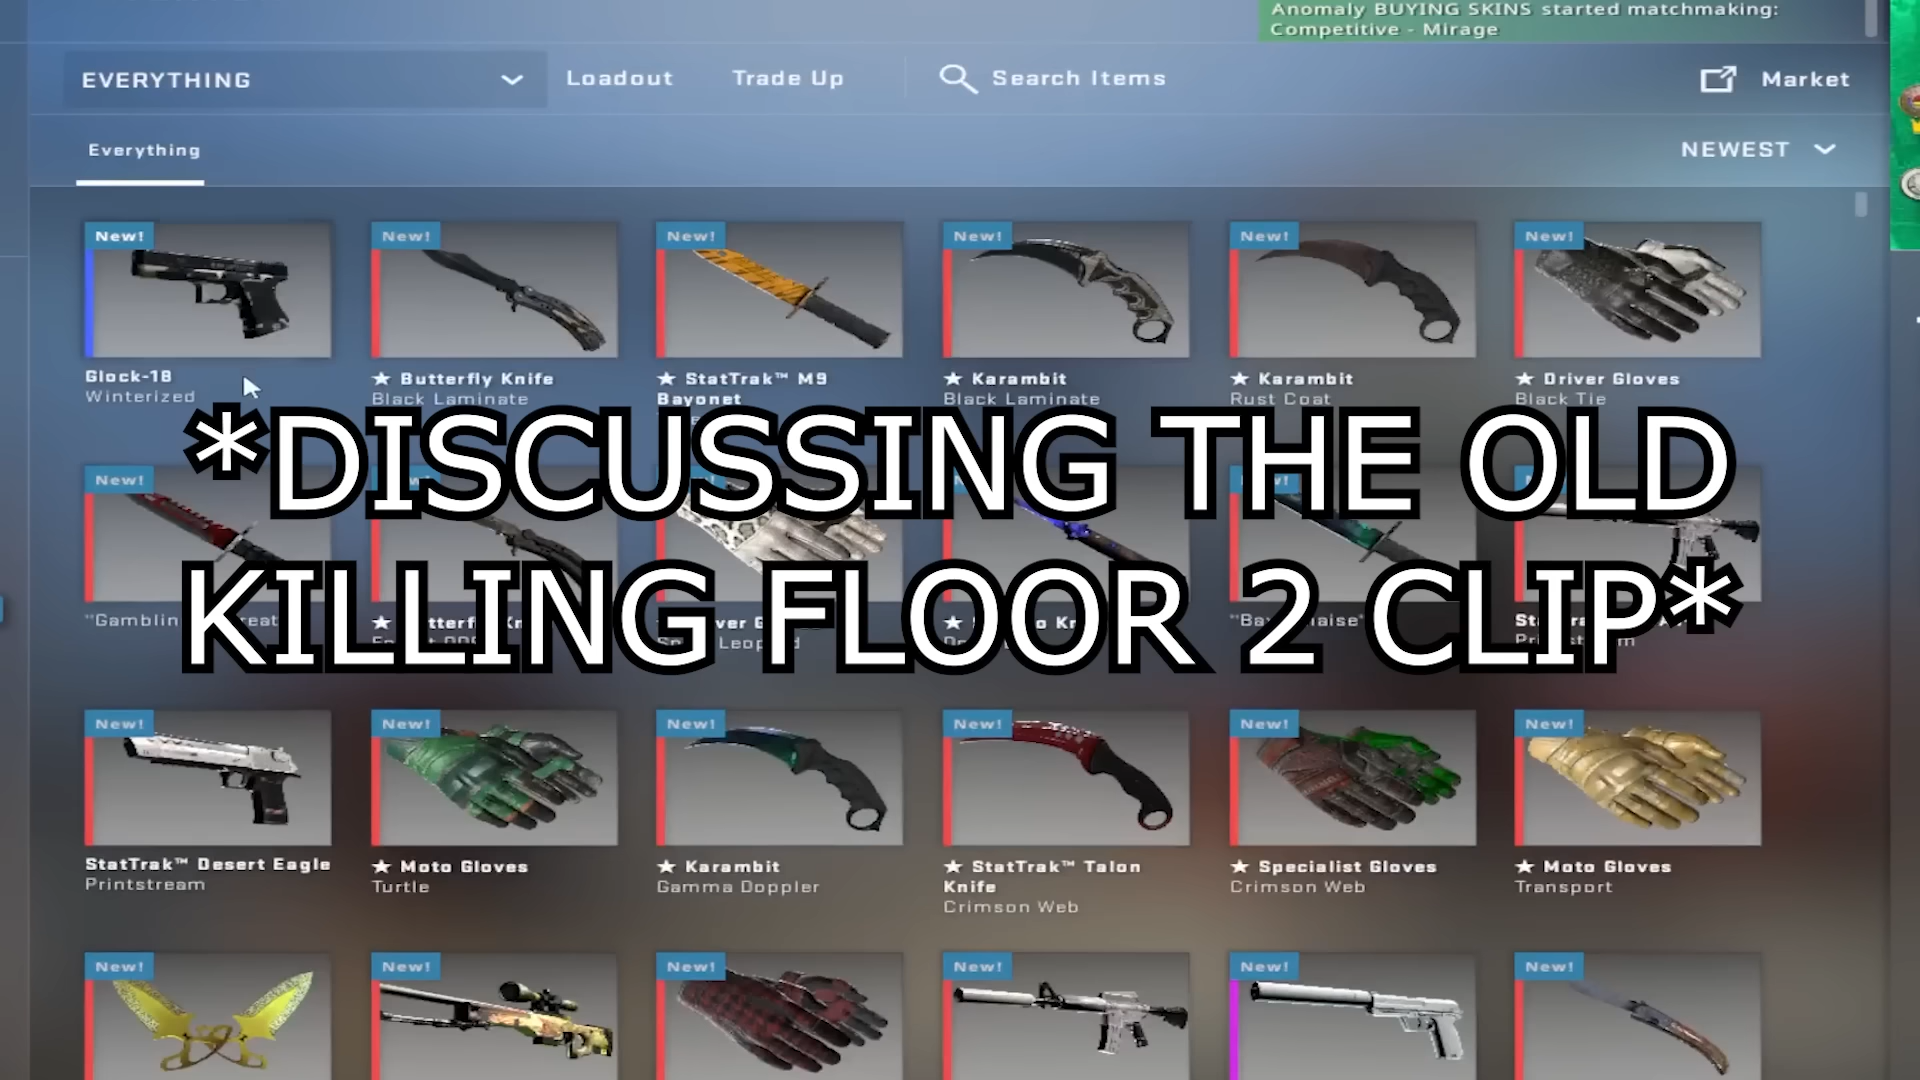 Anomaly BUYING SKINS started matchmaking:
Competitive - Mirage
EVERYTHING
Loadout
Trade Up
Search Items
Market
Everything
NEWEST
New!
New!
New!
New!
New!
New!
Glock-18
Winterized
★ Butterfly Knife
Black Laminate
★ StatTrak™ M9
Bayonet
★ Karambit
Black Laminate
★ Karambit
Rust Coat
★ Driver Gloves
Black Tie
*DISCUSSING THE OLD
KILLING FLOOR 2 CLIP*
New!
New!
New!
New!
New!
New!
New!
StatTrak™ Desert Eagle
Printstream
★ Moto Gloves
Turtle
★ Karambit
Gamma Doppler
★ StatTrak™ Talon
Knife
Crimson Web
★ Specialist Gloves
Crimson Web
★ Moto Gloves
Transport
New!
New!
New!
New!
New!
New!